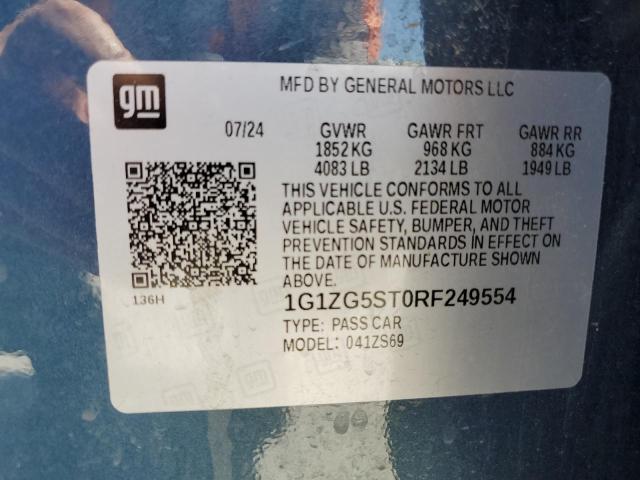 gm
MFD BY GENERAL MOTORS LLC
07/24 GVWR GAWR FRT GAWR RR
1852 KG 968 KG 884 KG
4083 LB 2134 LB 1949 LB
THIS VEHICLE CONFORMS TO ALL
APPLICABLE U.S. FEDERAL MOTOR
VEHICLE SAFETY, BUMPER, AND THEFT
PREVENTION STANDARDS IN EFFECT ON
THE DATE OF MANUFACTURE SHOWN
ABOVE.
136H
1G1ZG5ST0RF249554
TYPE: PASS CAR
MODEL: 041ZS69